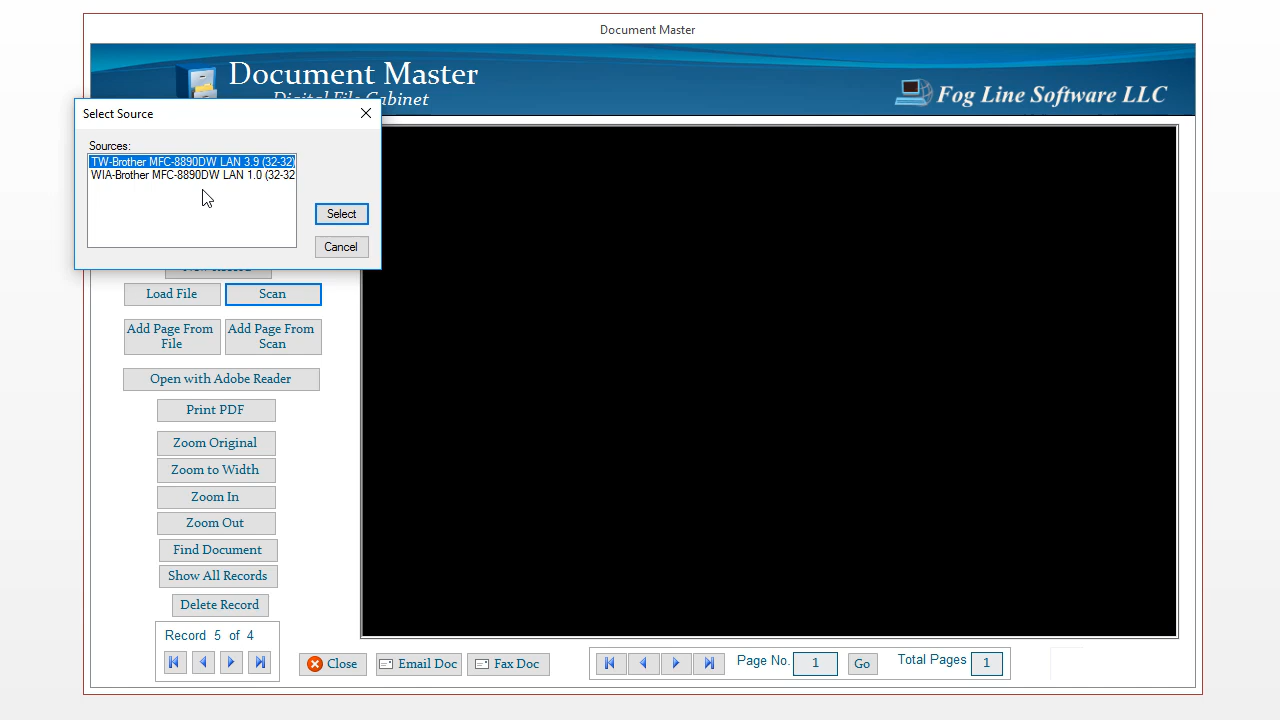 Document Master
Document Master
Digital File Cabinet
Fog Line Software LLC
Select Source
Sources:
TW-Brother MFC-8890DW LAN 3.9 (32-32)
WIA-Brother MFC-8890DW LAN 1.0 (32-32
Select
Cancel
Load File
Scan
Add Page From
File
Add Page From
Scan
Open with Adobe Reader
Print PDF
Zoom Original
Zoom to Width
Zoom In
Zoom Out
Find Document
Show All Records
Delete Record
Record 5 of 4
Close
Email Doc
Fax Doc
Page No. 1
Go
Total Pages 1